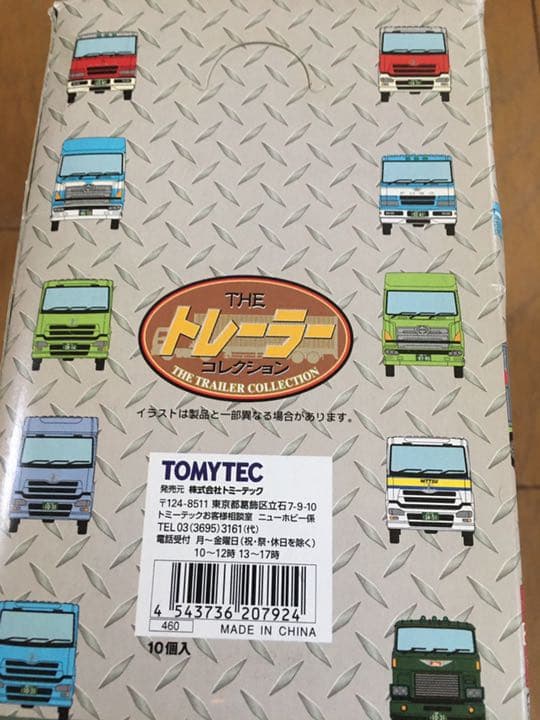 THE
トレーラー
コレクション
THE TRAILER COLLECTION
イラストは製品と一部異なる場合があります。
TOMYTEC
発売元 株式会社トミーテック
〒124-8511 東京都葛飾区立石7-9-10
トミーテックお客様相談室 ニューホビー係
TEL 03(3695)3161(代)
電話受付 月〜金曜日(祝・祭・休日を除く)
10〜12時 13〜17時
4 543736 207924
460
MADE IN CHINA
10個入
NITTSU